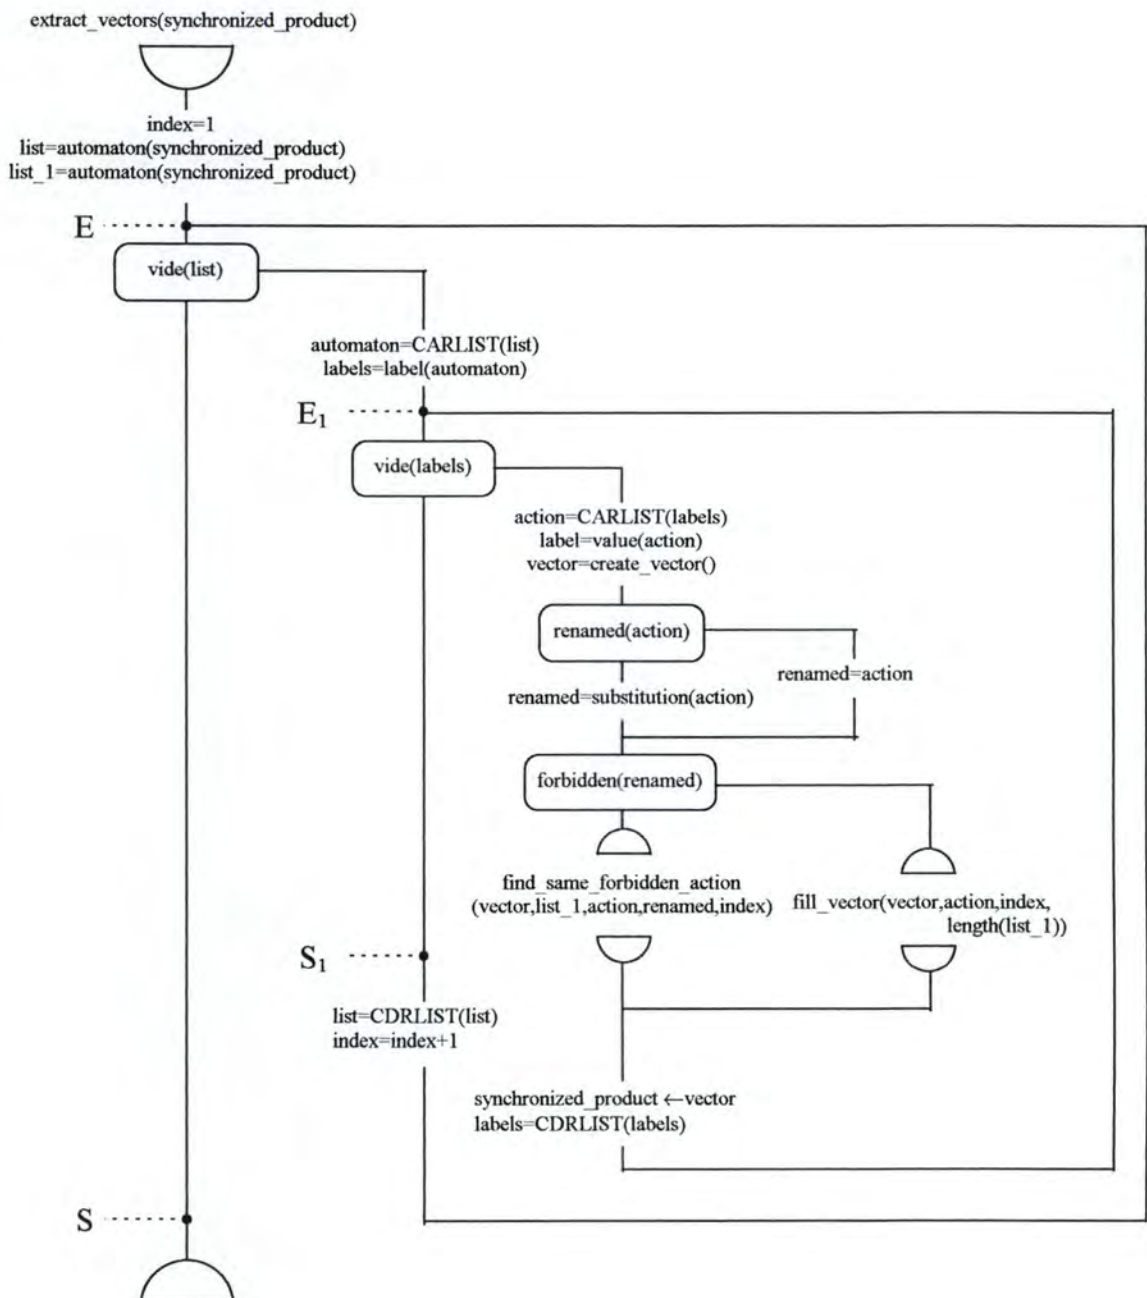 extract_vectors(synchronized_product)
index=1
list=automaton(synchronized_product)
list_1=automaton(synchronized_product)
E
vide(list)
automaton=CARLIST(list)
labels=label(automaton)
E₁
vide(labels)
action=CARLIST(labels)
label=value(action)
vector=create_vector()
renamed(action)
renamed=action
renamed=substitution(action)
forbidden(renamed)
find_same_forbidden_action
(vector,list_1,action,renamed,index)
fill_vector(vector,action,index,
length(list_1))
S₁
list=CDRLIST(list)
index=index+1
synchronized_product ←vector
labels=CDRLIST(labels)
S